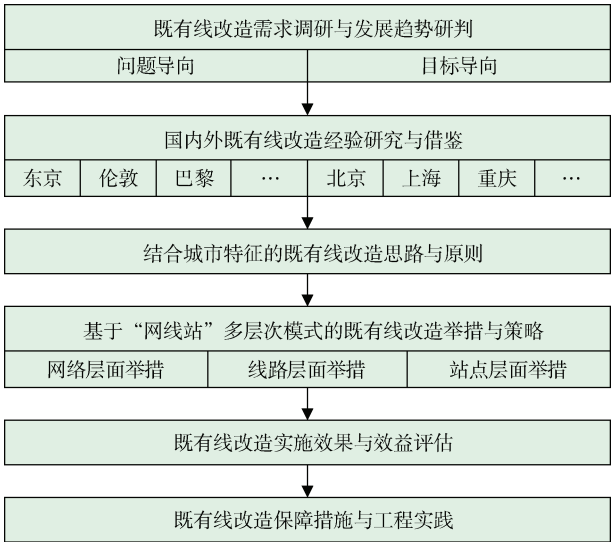 既有线改造需求调研与发展趋势研判
问题导向 目标导向
国内外既有线改造经验研究与借鉴
东京 伦敦 巴黎 … 北京 上海 重庆 …
结合城市特征的既有线改造思路与原则
基于“网线站”多层次模式的既有线改造举措与策略
网络层面举措 线路层面举措 站点层面举措
既有线改造实施效果与效益评估
既有线改造保障措施与工程实践